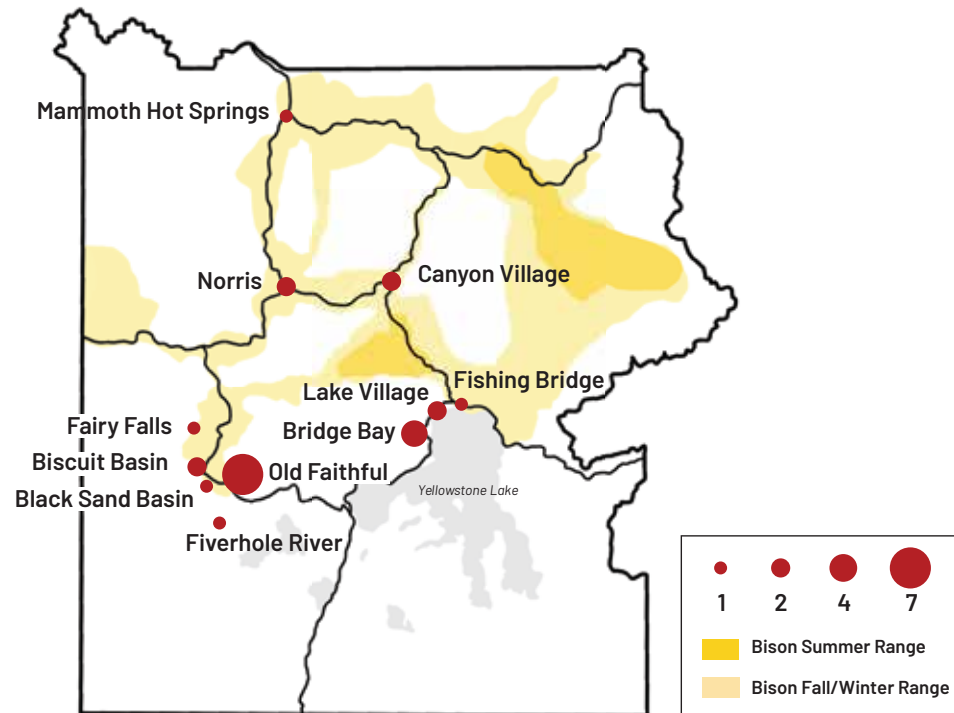 Mammoth Hot Springs
Norris
Canyon Village
Fishing Bridge
Lake Village
Fairy Falls
Bridge Bay
Biscuit Basin
Old Faithful
Black Sand Basin
Yellowstone Lake
Fiverhole River
1 2 4 7
Bison Summer Range
Bison Fall/Winter Range